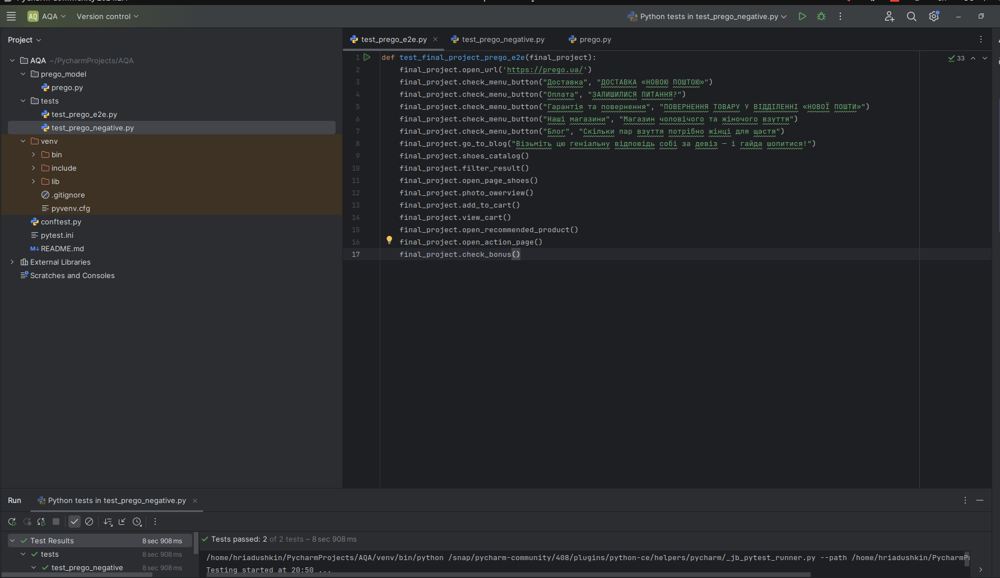 AQ AQA Version control Python tests in test_prego_negative.py
Project
test_prego_e2e.py test_prego_negative.py prego.py
AQA ~/PycharmProjects/AQA
prego_model
prego.py
tests
test_prego_e2e.py
test_prego_negative.py
venv
bin
include
lib
.gitignore
pyvenv.cfg
conftest.py
pytest.ini
M↓ README.md
External Libraries
Scratches and Consoles
1 def test_final_project_prego_e2e(final_project):
2 final_project.open_url('https://prego.ua/')
3 final_project.check_menu_button("Доставка", "ДОСТАВКА «НОВОЮ ПОШТОЮ»")
4 final_project.check_menu_button("Оплата", "ЗАЛИШИЛИСЯ ПИТАННЯ?")
5 final_project.check_menu_button("Гарантія та повернення", "ПОВЕРНЕННЯ ТОВАРУ У ВІДДІЛЕННІ «НОВОЇ ПОШТИ»")
6 final_project.check_menu_button("Наші магазини", "Магазин чоловічого та жіночого взуття")
7 final_project.check_menu_button("Блог", "Скільки пар взуття потрібно жінці для щастя")
8 final_project.go_to_blog("Візьміть цю геніальну відповідь собі за девіз — і гайда шопитися!")
9 final_project.shoes_catalog()
10 final_project.filter_result()
11 final_project.open_page_shoes()
12 final_project.photo_owerview()
13 final_project.add_to_cart()
14 final_project.view_cart()
15 final_project.open_recommended_product()
16 final_project.open_action_page()
17 final_project.check_bonus()
33
Run Python tests in test_prego_negative.py
Test Results 8 sec 908 ms
tests 8 sec 908 ms
test_prego_negative 8 sec 908 ms
Tests passed: 2 of 2 tests – 8 sec 908 ms
/home/hriadushkin/PycharmProjects/AQA/venv/bin/python /snap/pycharm-community/408/plugins/python-ce/helpers/pycharm/_jb_pytest_runner.py --path /home/hriadushkin/PycharmPr
Testing started at 20:50 ...